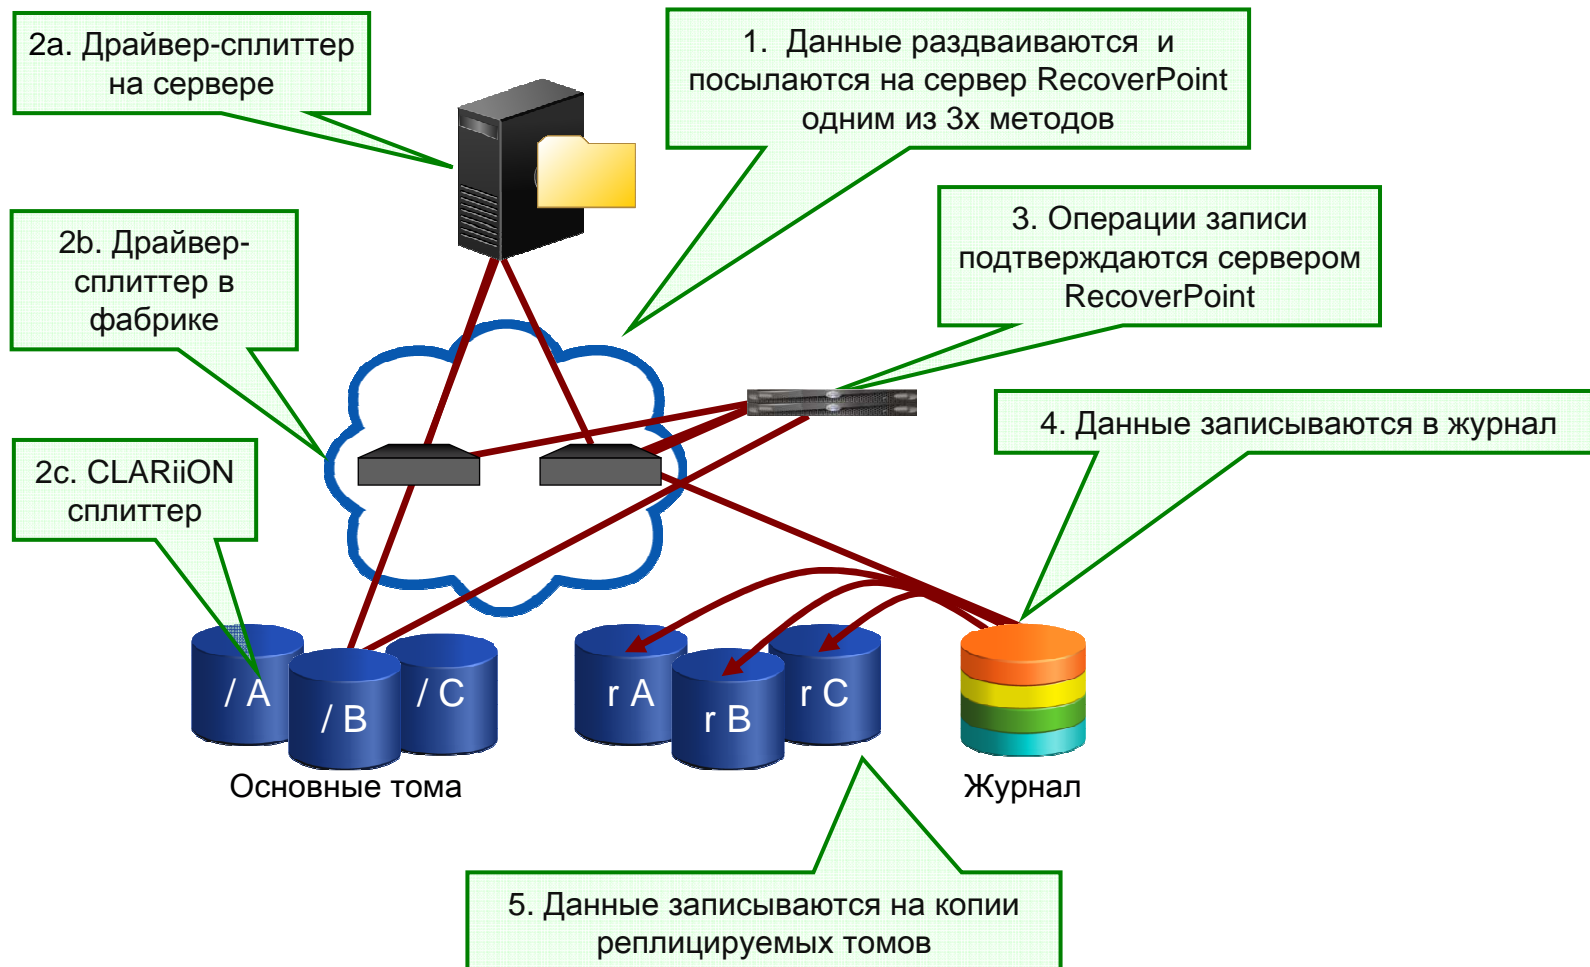 2a. Драйвер-сплиттер
на сервере
1. Данные раздваиваются и
посылаются на сервер RecoverPoint
одним из 3х методов
2b. Драйвер-
сплиттер в
фабрике
3. Операции записи
подтверждаются сервером
RecoverPoint
2c. CLARiiON
сплиттер
4. Данные записываются в журнал
/ A
/ B
/ C
r A
r B
r C
Основные тома
Журнал
5. Данные записываются на копии
реплицируемых томов